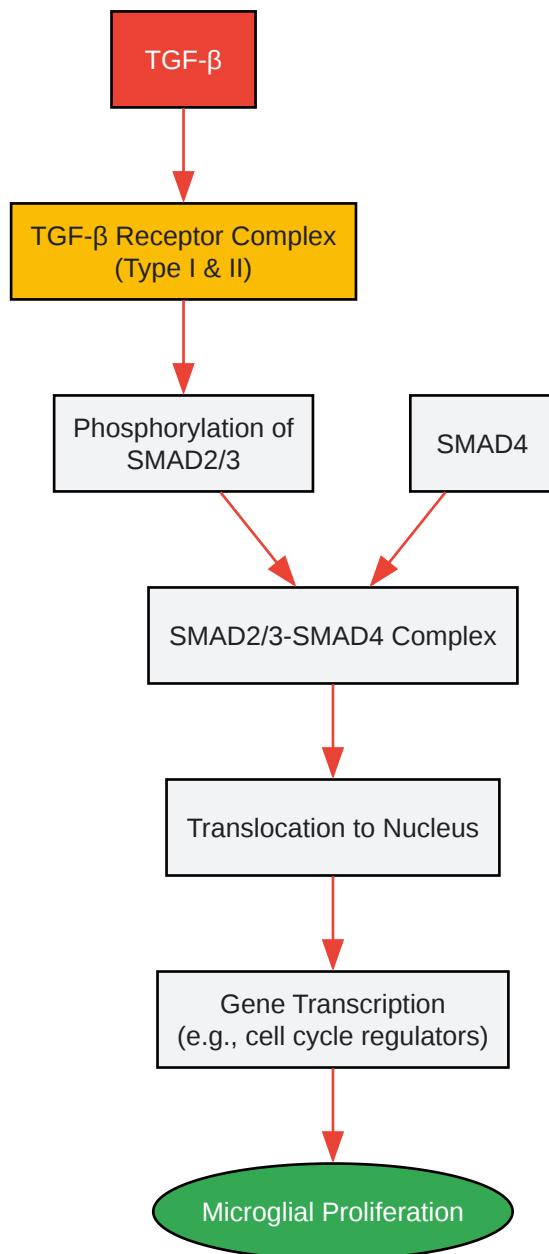 TGF-β
TGF-β Receptor Complex
(Type I & II)
Phosphorylation of
SMAD2/3
SMAD4
SMAD2/3-SMAD4 Complex
Translocation to Nucleus
Gene Transcription
(e.g., cell cycle regulators)
Microglial Proliferation